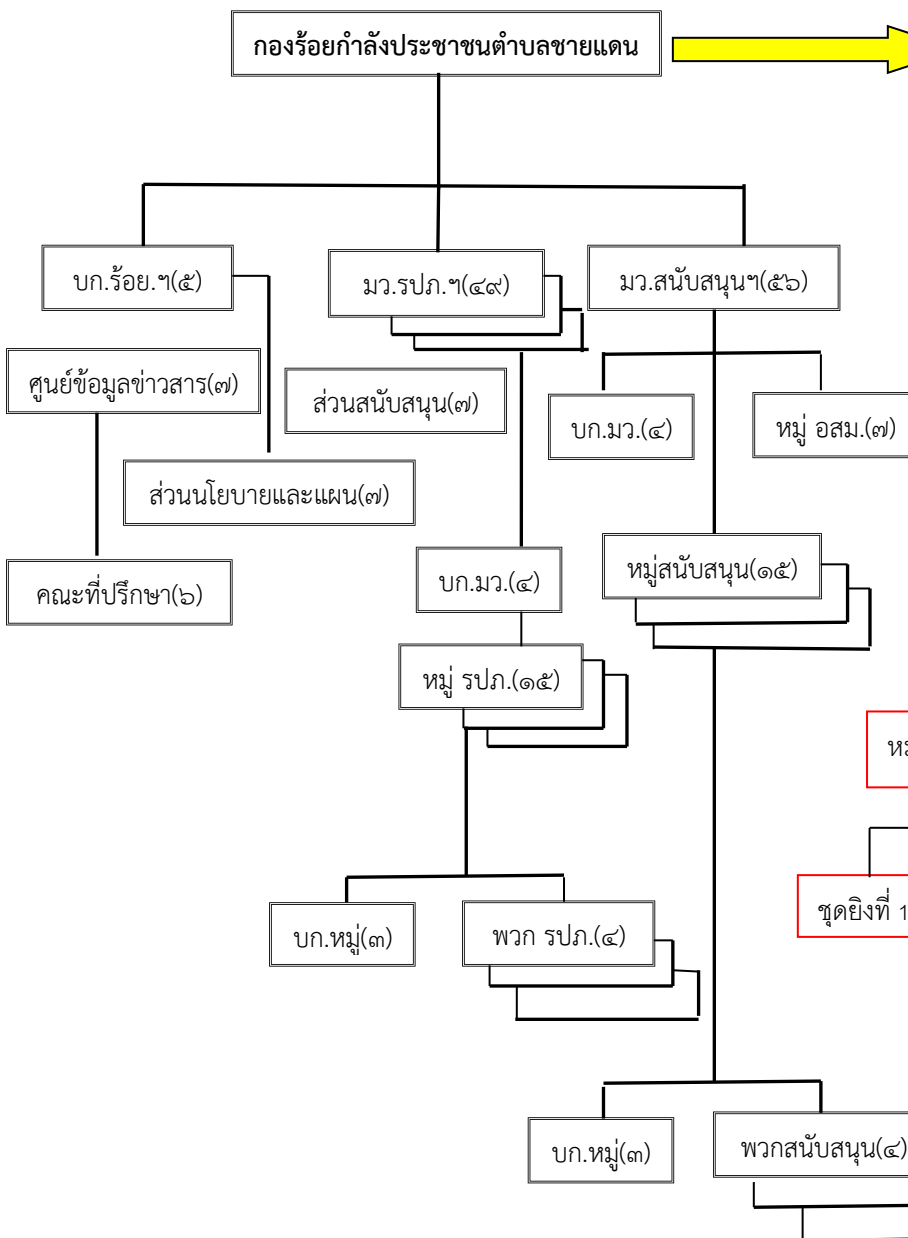 กองร้อยกำลังประชาชนตำบลชายแดน
บก.ร้อย.ฯ(๕)
มว.รปภ.ฯ(๔๙)
มว.สนับสนุนฯ(๕๖)
ศูนย์ข้อมูลข่าวสาร(๗)
ส่วนสนับสนุน(๗)
บก.มว.(๔)
หมู่ อสม.(๗)
ส่วนนโยบายและแผน(๗)
คณะที่ปรึกษา(๖)
บก.มว.(๔)
หมู่สนับสนุน(๑๕)
หมู่ รปภ.(๑๕)
ชุดยิงที่ 1
บก.หมู่(๓)
พวก รปภ.(๔)
บก.หมู่(๓)
พวกสนับสนุน(๔)